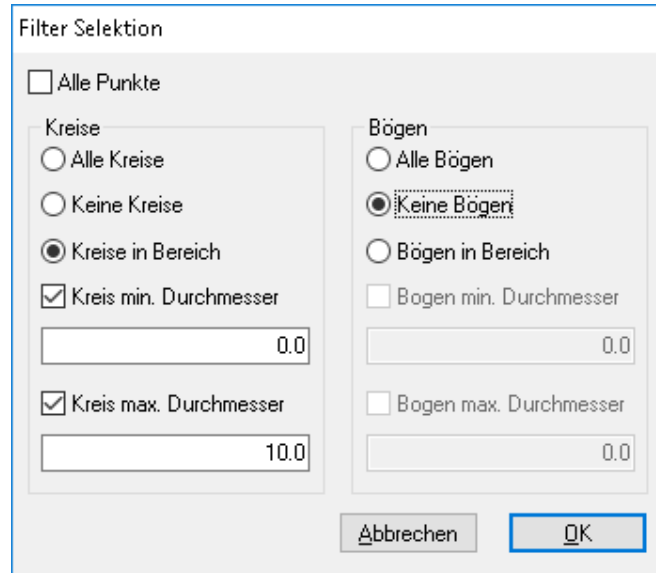 Filter Selektion
Alle Punkte
Kreise
Alle Kreise
Keine Kreise
Kreise in Bereich
Kreis min. Durchmesser
0.0
Kreis max. Durchmesser
10.0
Bögen
Alle Bögen
Keine Bögen
Bögen in Bereich
Bogen min. Durchmesser
0.0
Bogen max. Durchmesser
0.0
Abbrechen
OK